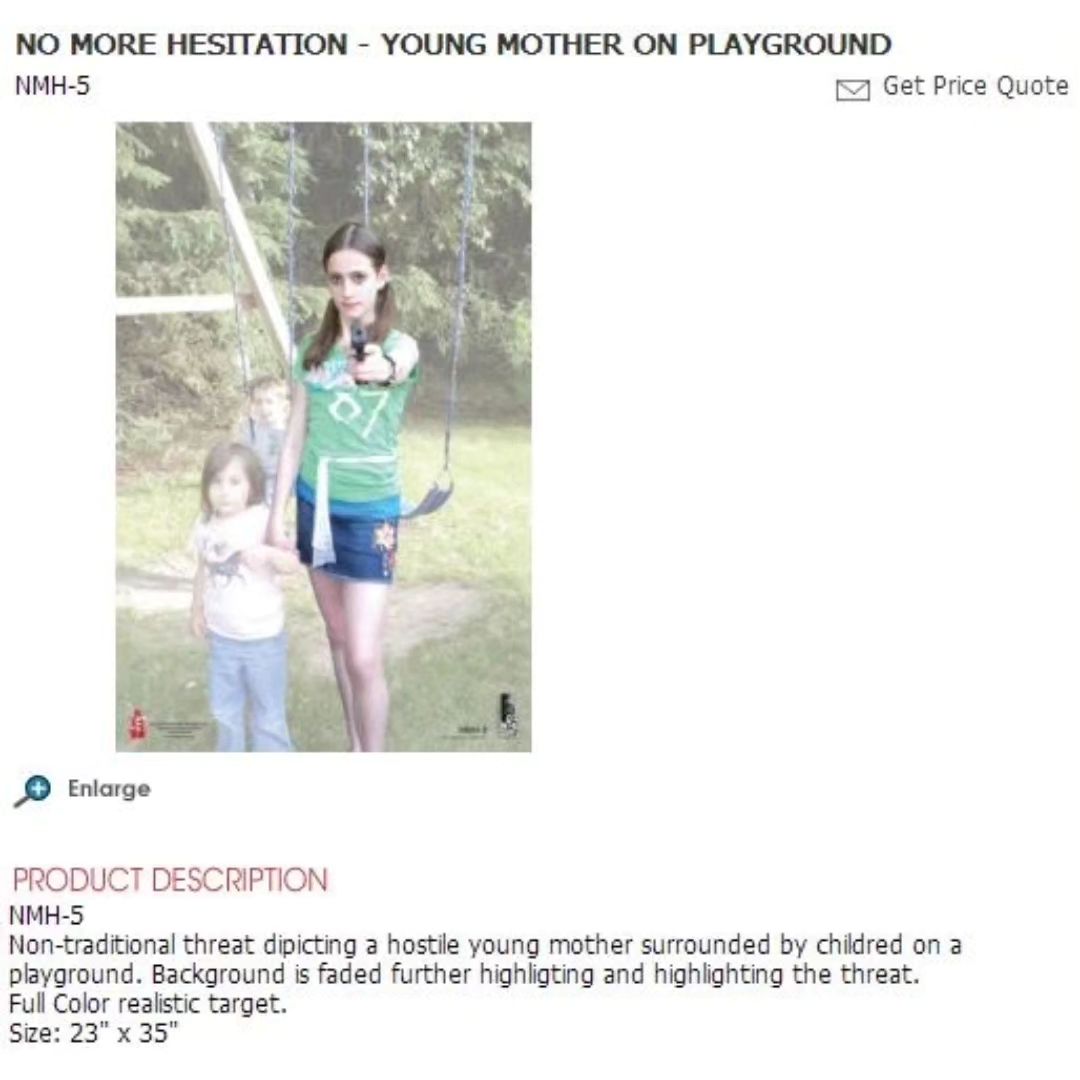 NO MORE HESITATION - YOUNG MOTHER ON PLAYGROUND
NMH-5
Get Price Quote
07
Enlarge
PRODUCT DESCRIPTION
NMH-5
Non-traditional threat dipicting a hostile young mother surrounded by childred on a
playground. Background is faded further highligting and highlighting the threat.
Full Color realistic target.
Size: 23" x 35"